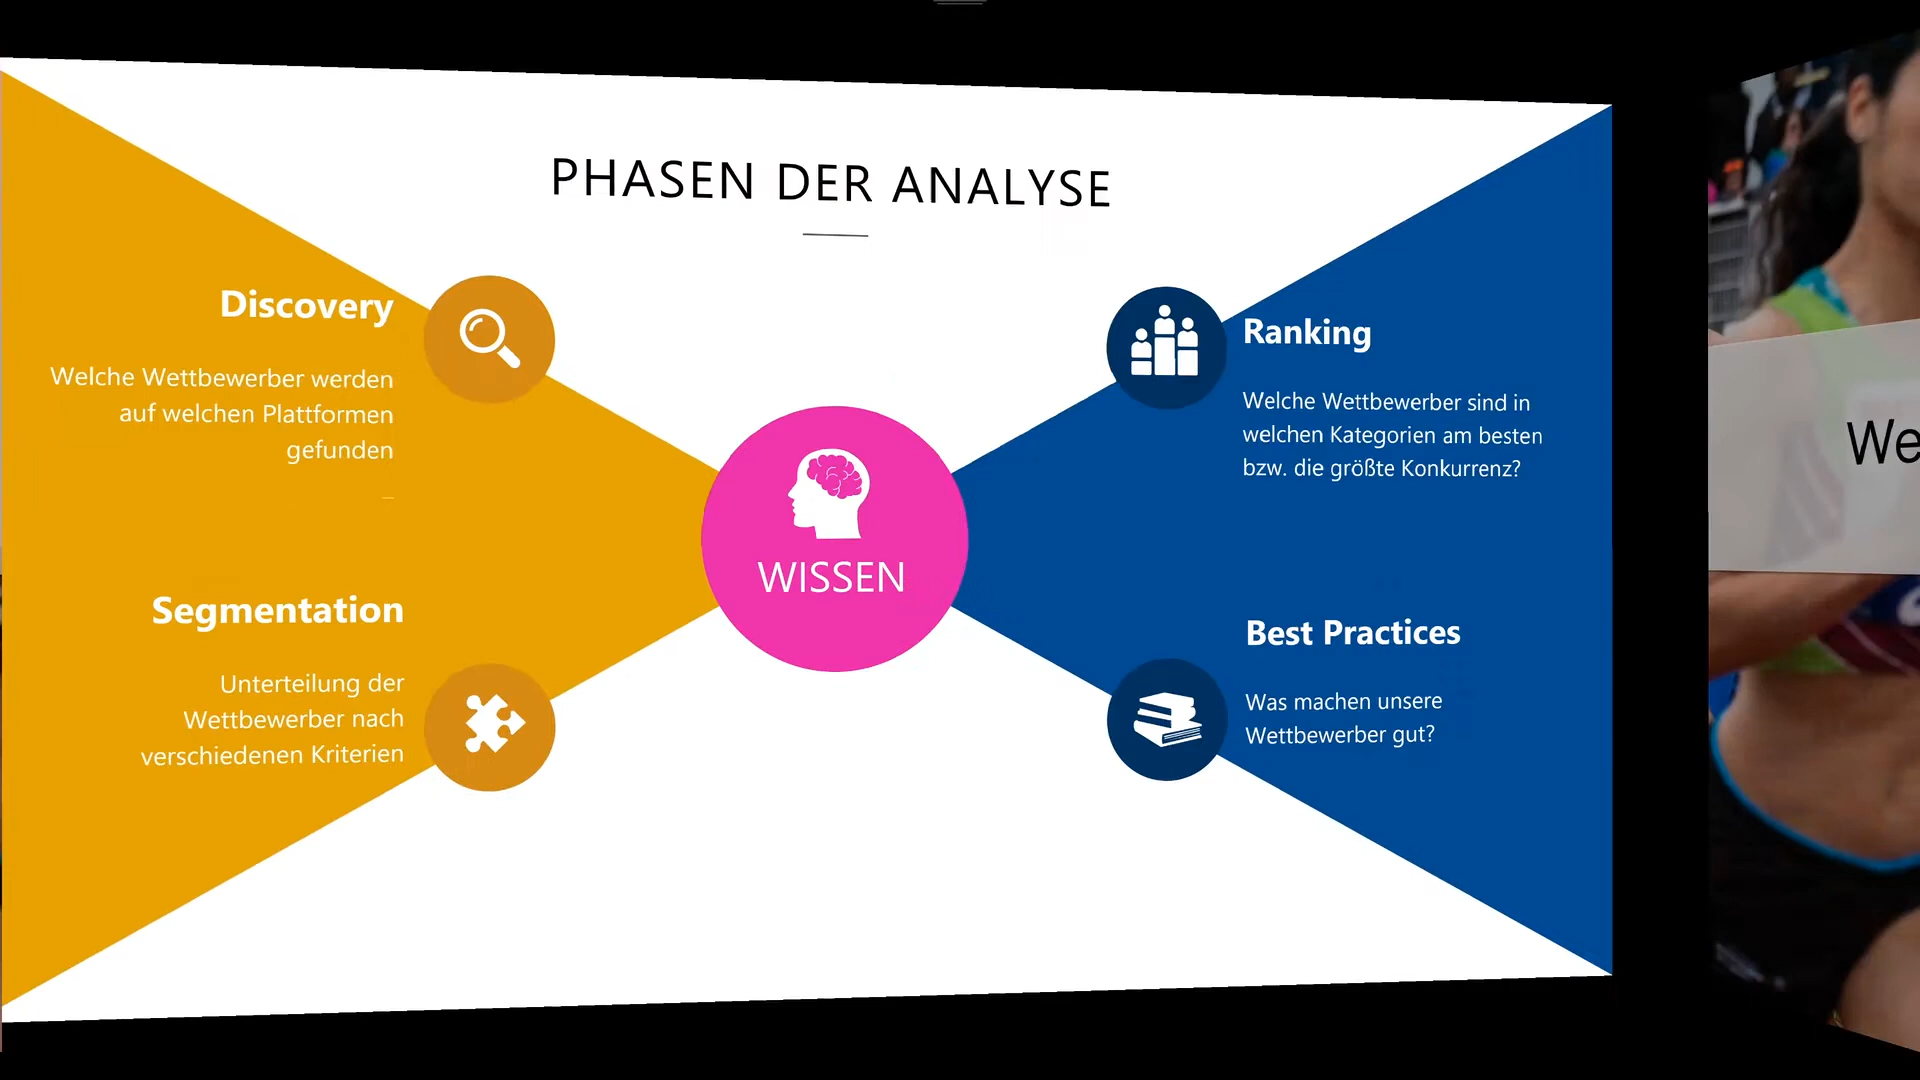 PHASEN DER ANALYSE
Discovery
Welche Wettbewerber werden
auf welchen Plattformen
gefunden
Segmentation
Unterteilung der
Wettbewerber nach
verschiedenen Kriterien
WISSEN
Ranking
Welche Wettbewerber sind in
welchen Kategorien am besten
bzw. die größte Konkurrenz?
Best Practices
Was machen unsere
Wettbewerber gut?
We